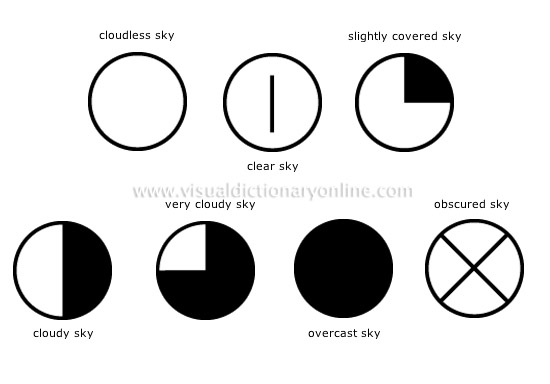 cloudless sky
slightly covered sky
clear sky
www.visualdictionaryonline.com
very cloudy sky
obscured sky
cloudy sky
overcast sky